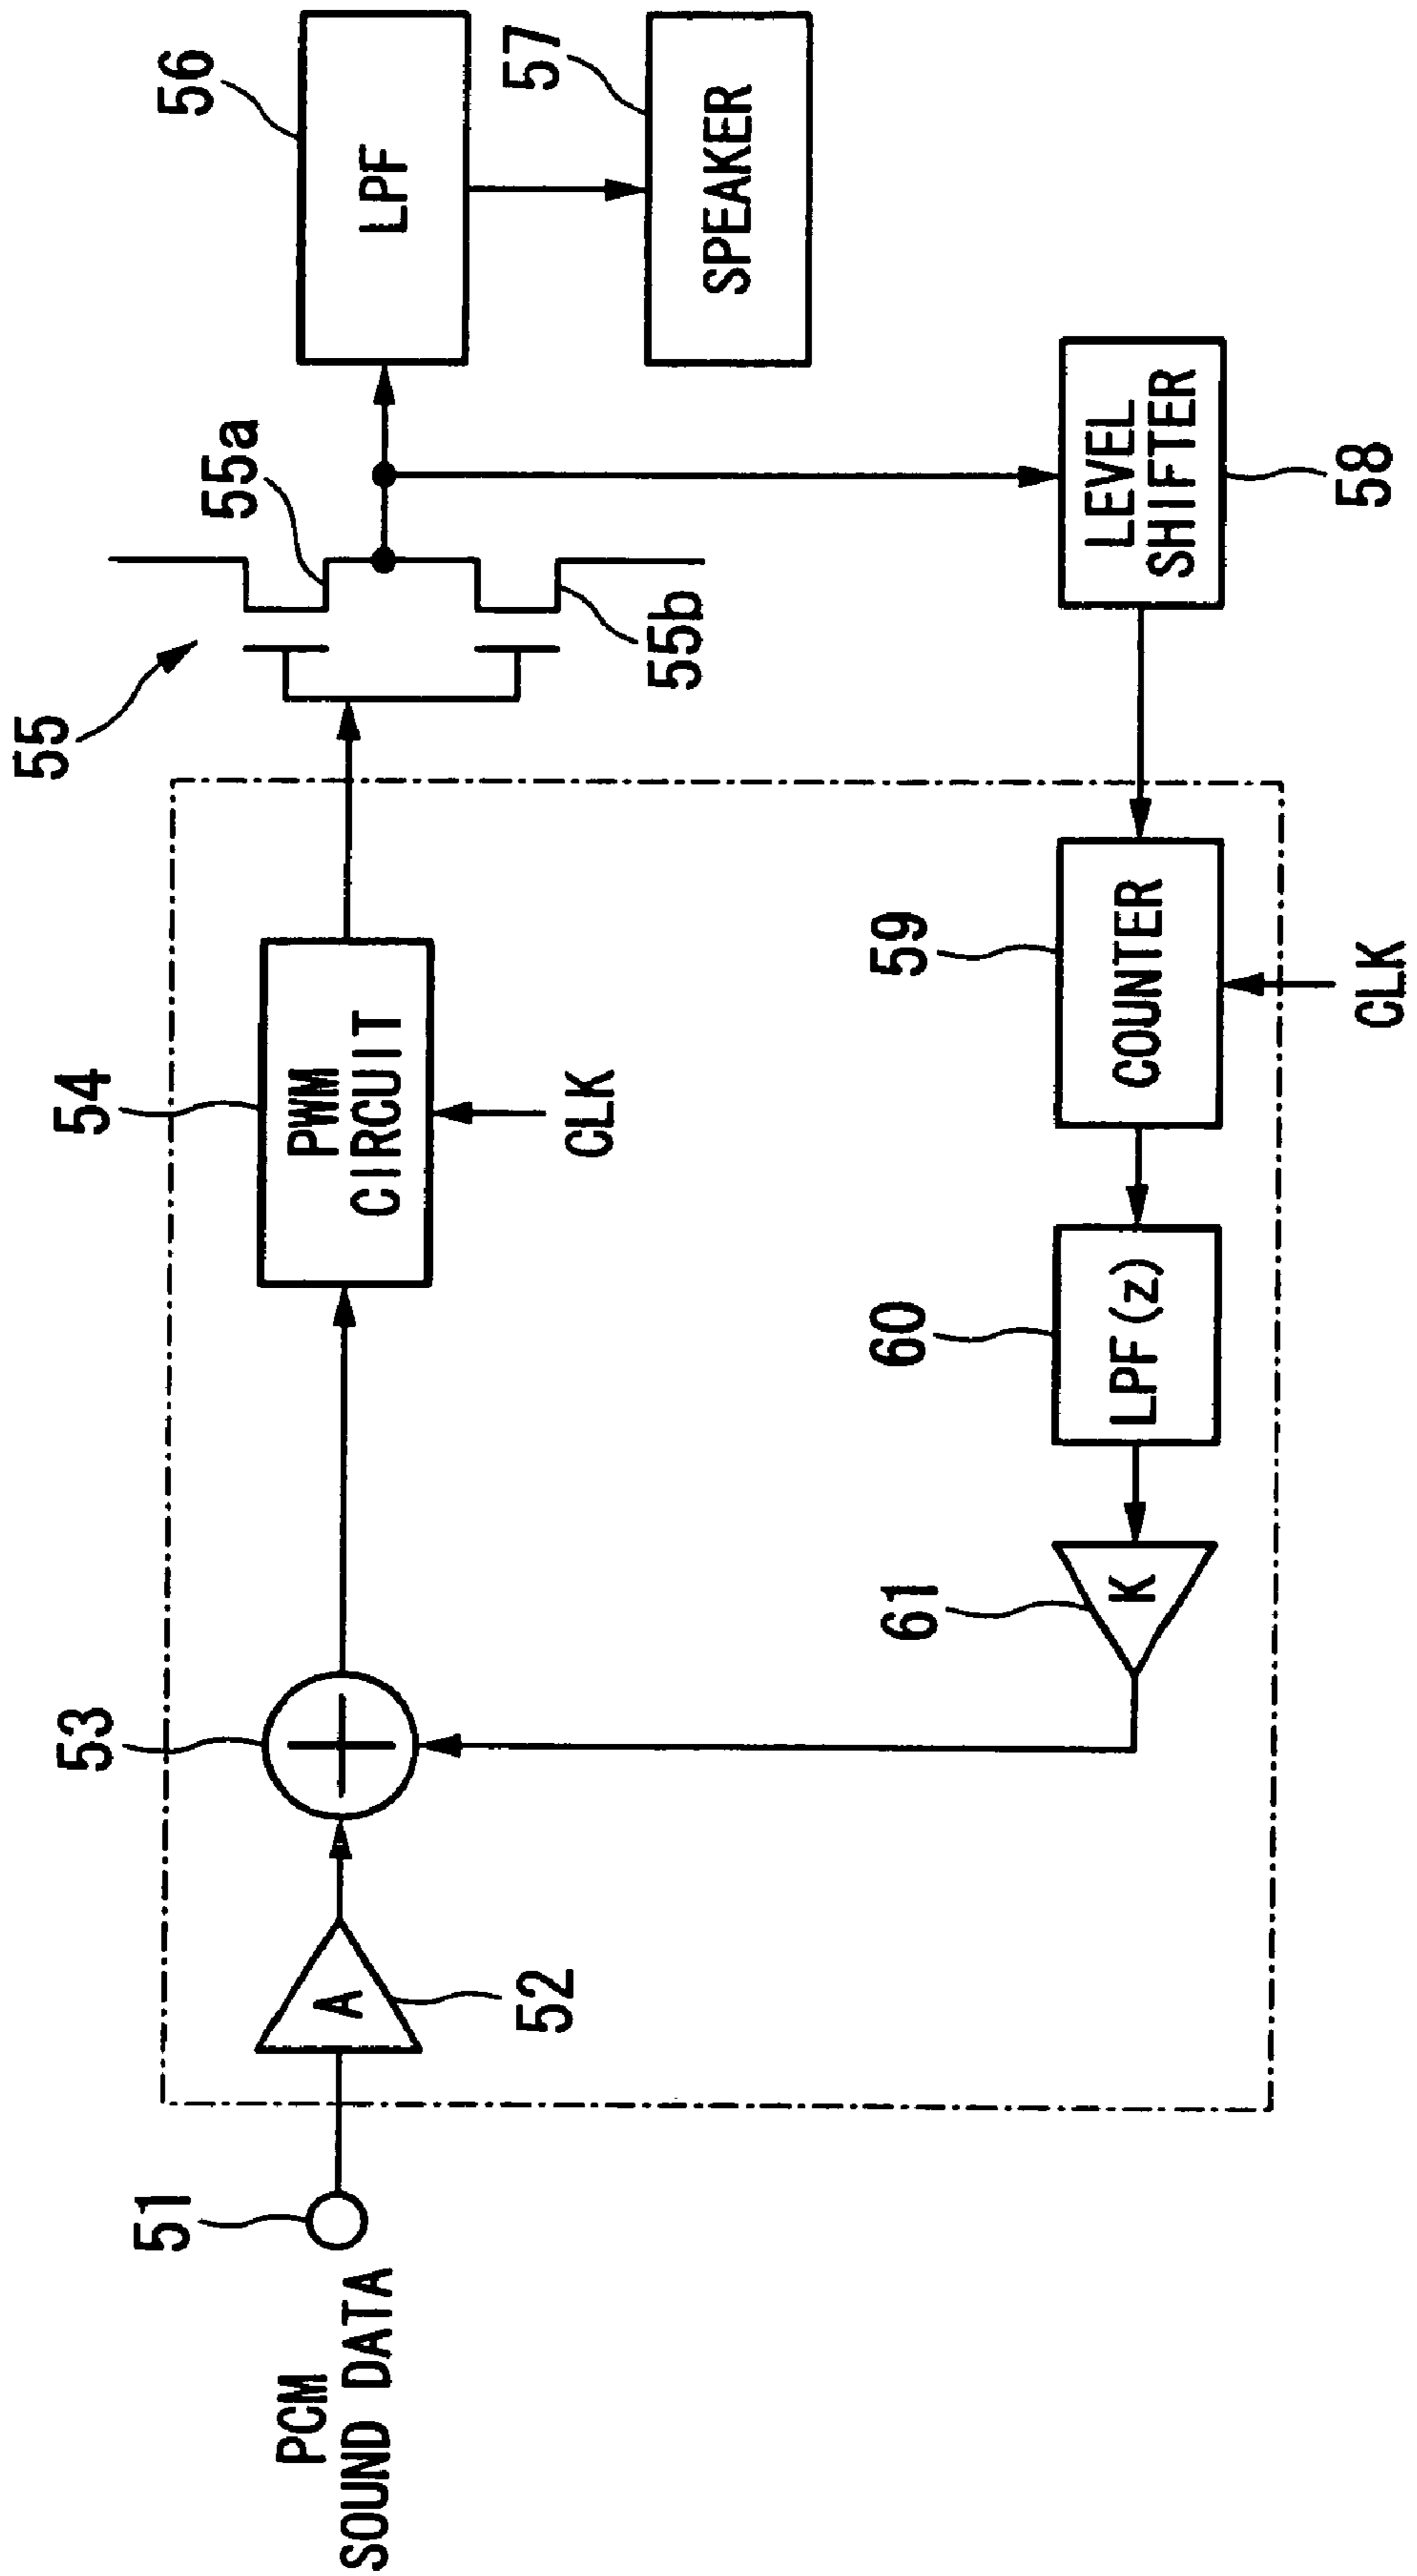 PCM
SOUND DATA
51
A
52
53
54
PWM
CIRCUIT
CLK
55
55a
55b
56
LPF
57
SPEAKER
LEVEL
SHIFTER
58
59
COUNTER
CLK
60
LPF(z)
61
K